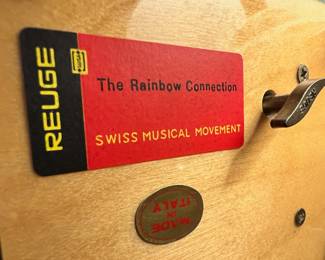 REUGE
The Rainbow Connection
SWISS MUSICAL MOVEMENT
MADE
IN
ITALY